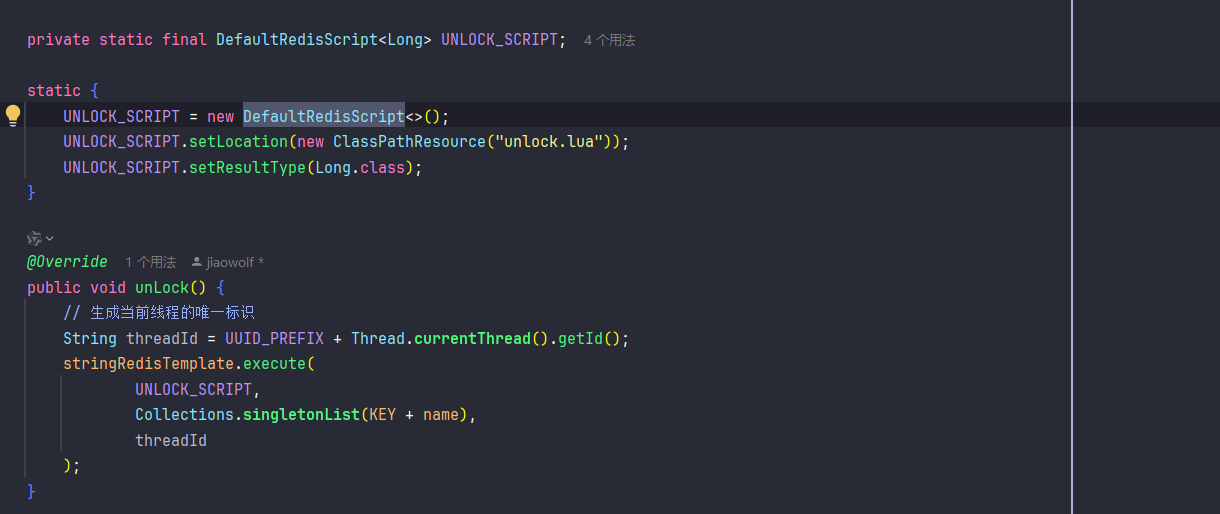 private static final DefaultRedisScript<Long> UNLOCK_SCRIPT; 4 个用法
static {
UNLOCK_SCRIPT = new DefaultRedisScript<>();
UNLOCK_SCRIPT.setLocation(new ClassPathResource("unlock.lua"));
UNLOCK_SCRIPT.setResultType(Long.class);
}
@Override 1 个用法 jiaowolf *
public void unLock() {
// 生成当前线程的唯一标识
String threadId = UUID_PREFIX + Thread.currentThread().getId();
stringRedisTemplate.execute(
UNLOCK_SCRIPT,
Collections.singletonList(KEY + name),
threadId
);
}